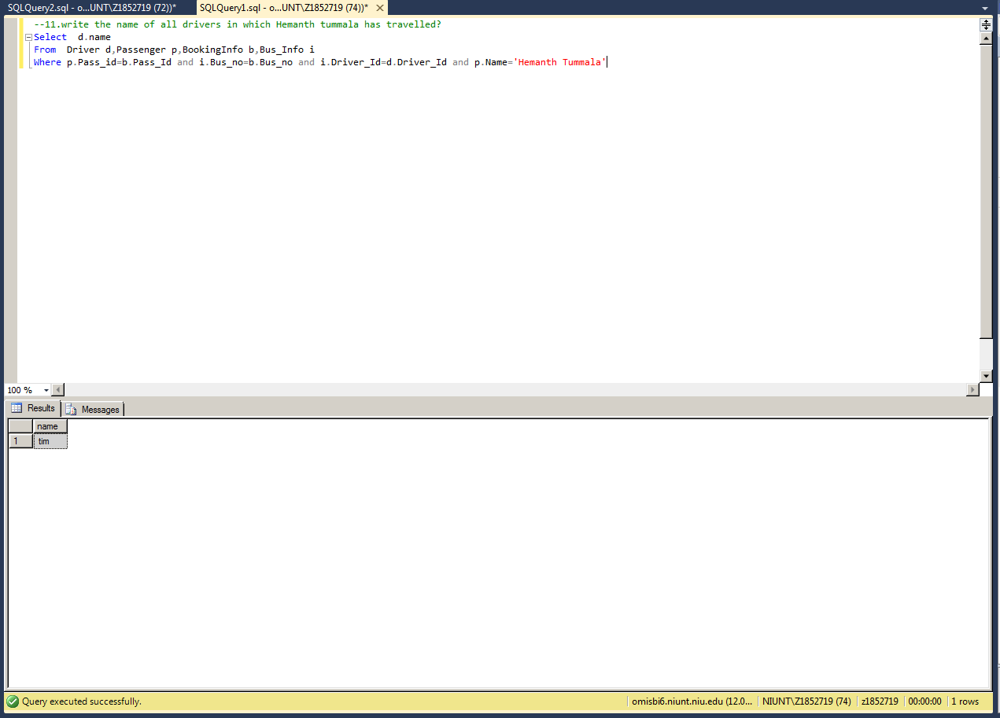 SQLQuery2.sql - o...UNT\Z1852719 (72))* SQLQuery1.sql - o...UNT\Z1852719 (74))*
--11.write the name of all drivers in which Hemanth tummala has travelled?
Select  d.name
From  Driver d,Passenger p,BookingInfo b,Bus_Info i
Where p.Pass_id=b.Pass_Id and i.Bus_no=b.Bus_no and i.Driver_Id=d.Driver_Id and p.Name='Hemanth Tummala'
100 %
Results Messages
name
1 tim
Query executed successfully. omisbi6.niunt.niu.edu (12.0... NIUNT\Z1852719 (74) z1852719 00:00:00 1 rows